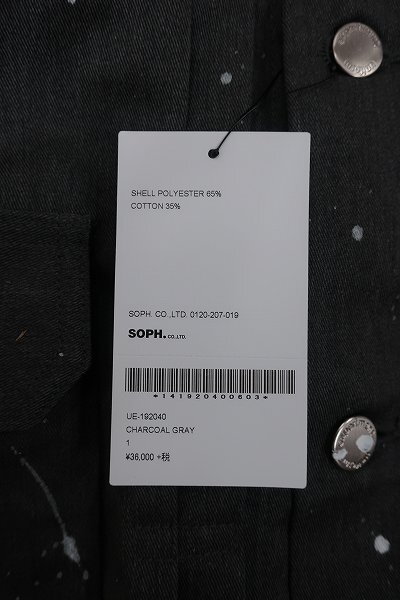 SHELL POLYESTER 65%
COTTON 35%
SOPH. CO.,LTD. 0120-207-019
SOPH. CO.,LTD.
*141920400603*
UE-192040
CHARCOAL GRAY
1
¥36,000 +税